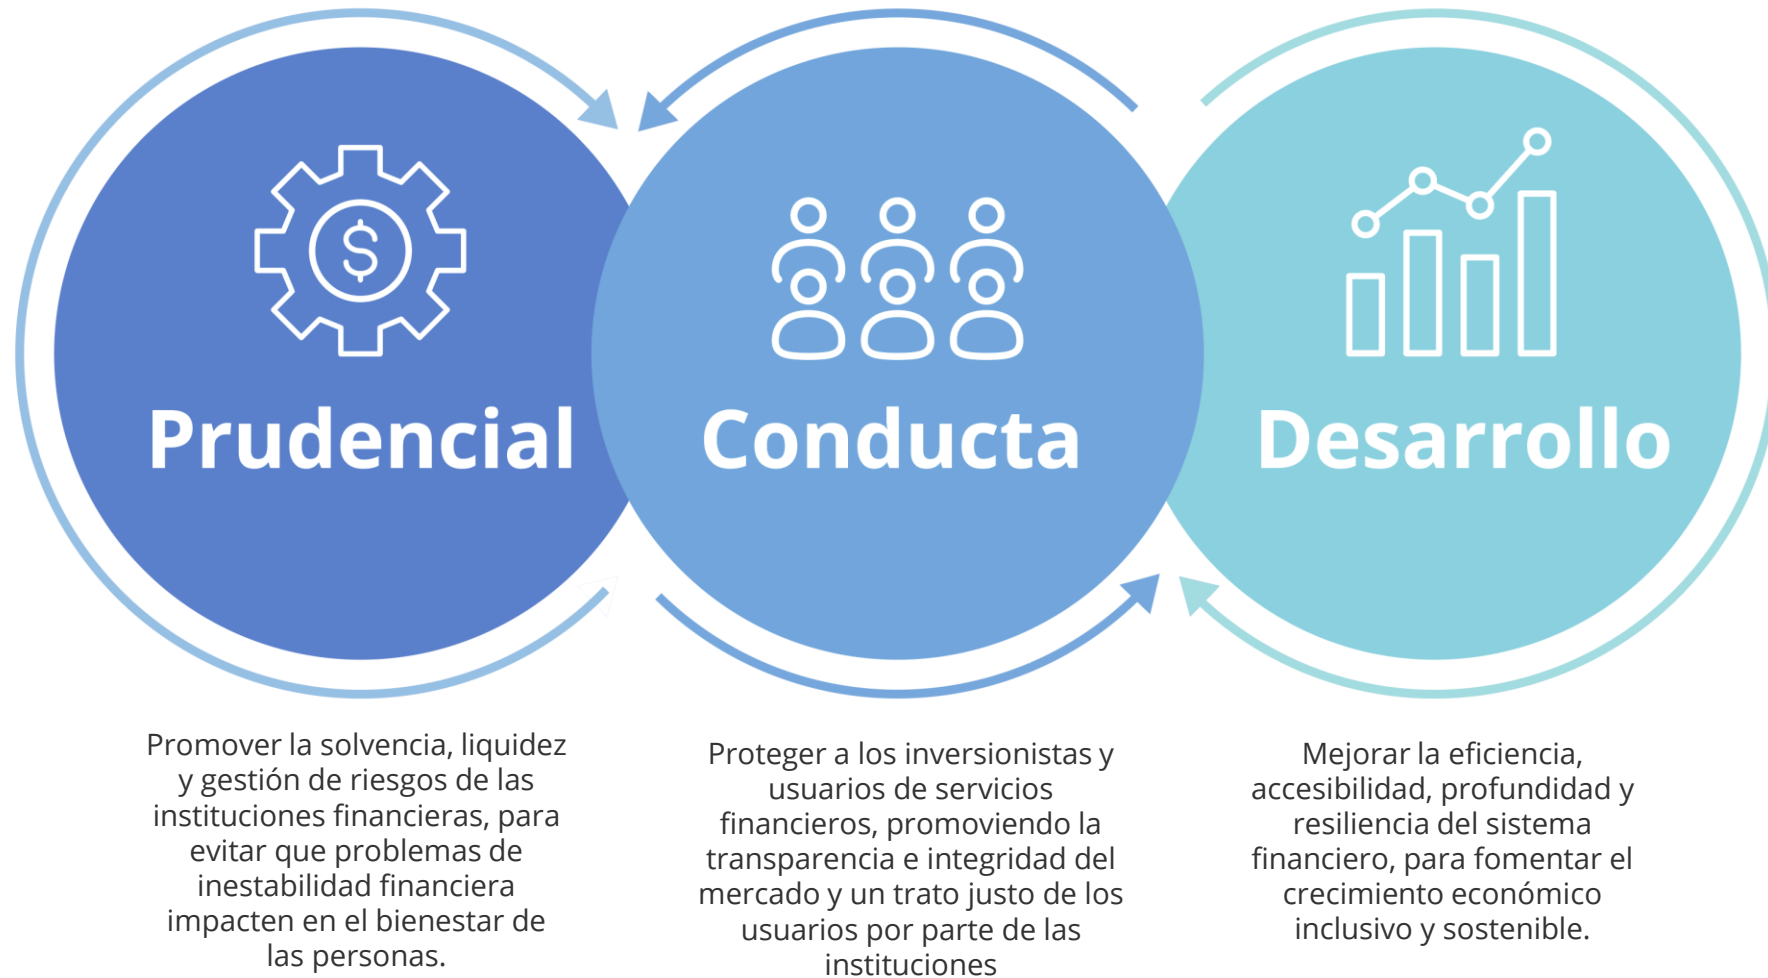 $
Prudencial
Promover la solvencia, liquidez
y gestión de riesgos de las
instituciones financieras, para
evitar que problemas de
inestabilidad financiera
impacten en el bienestar de
las personas.
Conducta
Proteger a los inversionistas y
usuarios de servicios
financieros, promoviendo la
transparencia e integridad del
mercado y un trato justo de los
usuarios por parte de las
instituciones
Desarrollo
Mejorar la eficiencia,
accesibilidad, profundidad y
resiliencia del sistema
financiero, para fomentar el
crecimiento económico
inclusivo y sostenible.